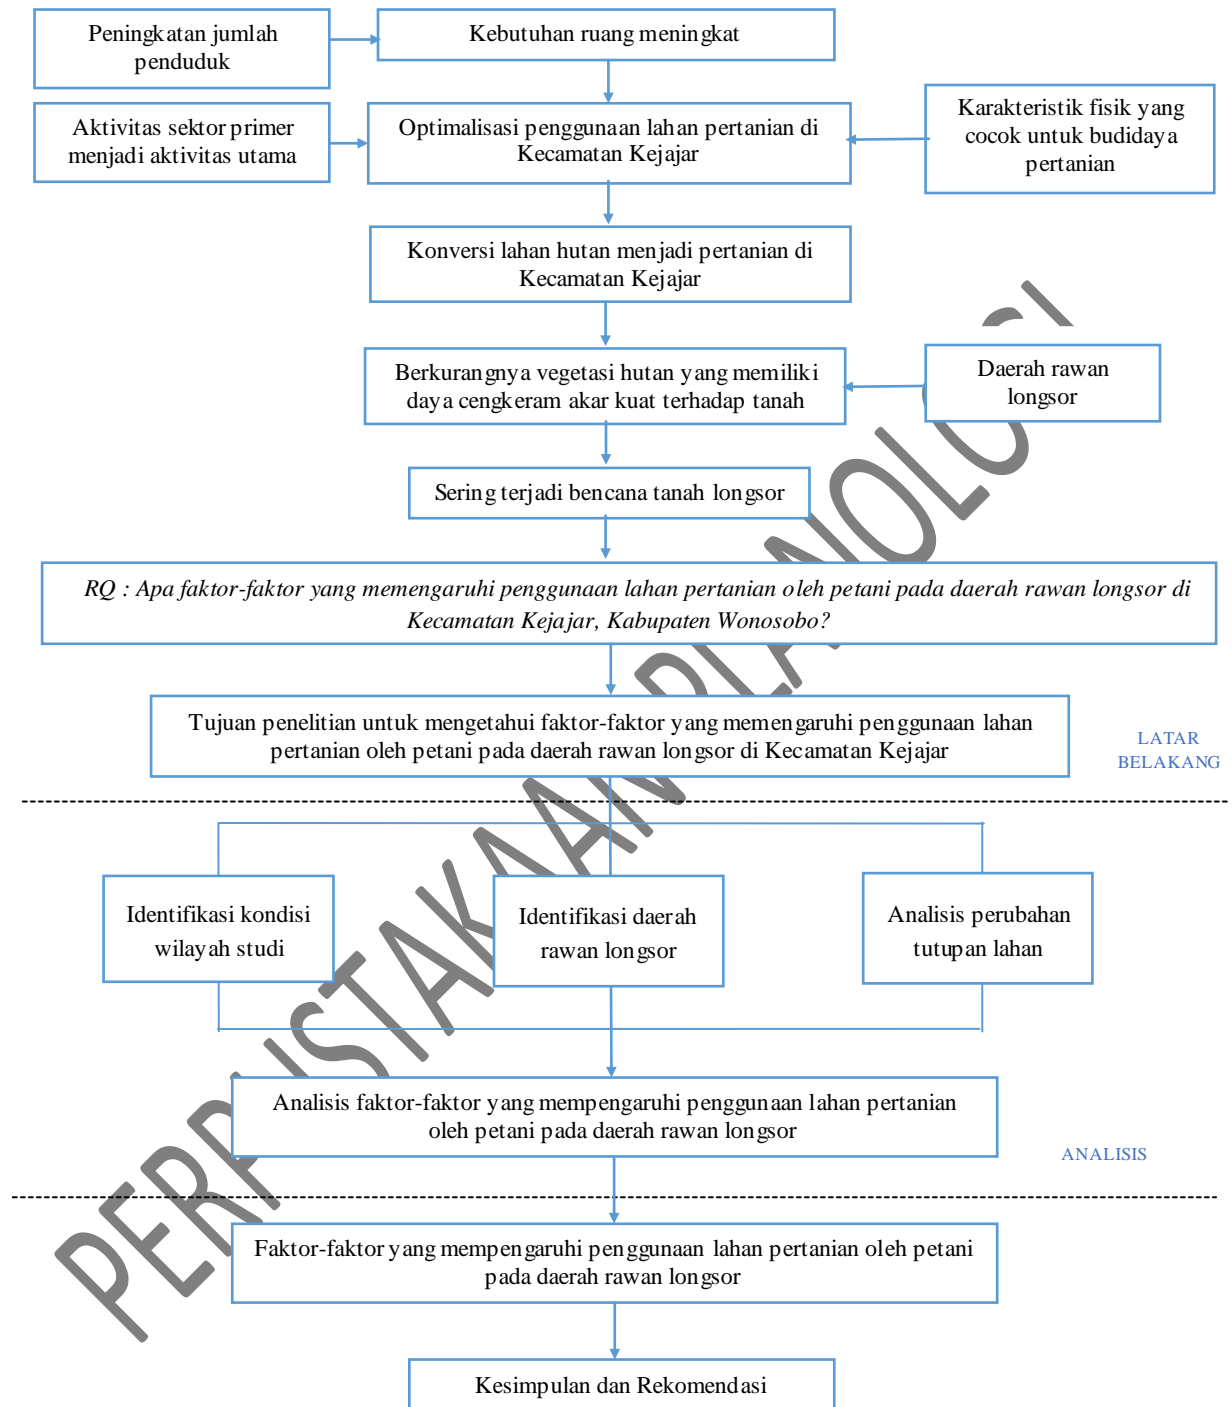 Peningkatan jumlah
penduduk
Kebutuhan ruang meningkat
Aktivitas sektor primer
menjadi aktivitas utama
Optimalisasi penggunaan lahan pertanian di
Kecamatan Kejajar
Karakteristik fisik yang
cocok untuk budidaya
pertanian
Konversi lahan hutan menjadi pertanian di
Kecamatan Kejajar
Berkurangnya vegetasi hutan yang memiliki
daya cengkeram akar kuat terhadap tanah
Daerah rawan
longsor
Sering terjadi bencana tanah longsor
RQ : Apa faktor-faktor yang memengaruhi penggunaan lahan pertanian oleh petani pada daerah rawan longsor di
Kecamatan Kejajar, Kabupaten Wonosobo?
Tujuan penelitian untuk mengetahui faktor-faktor yang memengaruhi penggunaan lahan
pertanian oleh petani pada daerah rawan longsor di Kecamatan Kejajar
LATAR
BELAKANG
Identifikasi kondisi
wilayah studi
Identifikasi daerah
rawan longsor
Analisis perubahan
tutupan lahan
Analisis faktor-faktor yang mempengaruhi penggunaan lahan pertanian
oleh petani pada daerah rawan longsor
ANALISIS
Faktor-faktor yang mempengaruhi penggunaan lahan pertanian oleh petani
pada daerah rawan longsor
Kesimpulan dan Rekomendasi
PERPUSTAKAAN PLANOLOGI